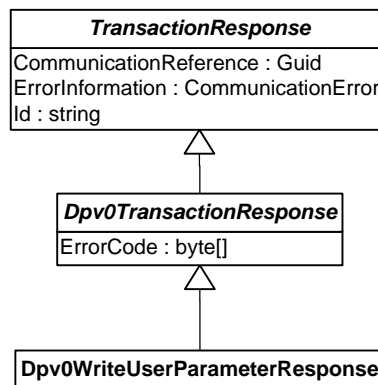 TransactionResponse
CommunicationReference : Guid
ErrorInformation : CommunicationError
Id : string
Dpv0TransactionResponse
ErrorCode : byte[]
Dpv0WriteUserParameterResponse